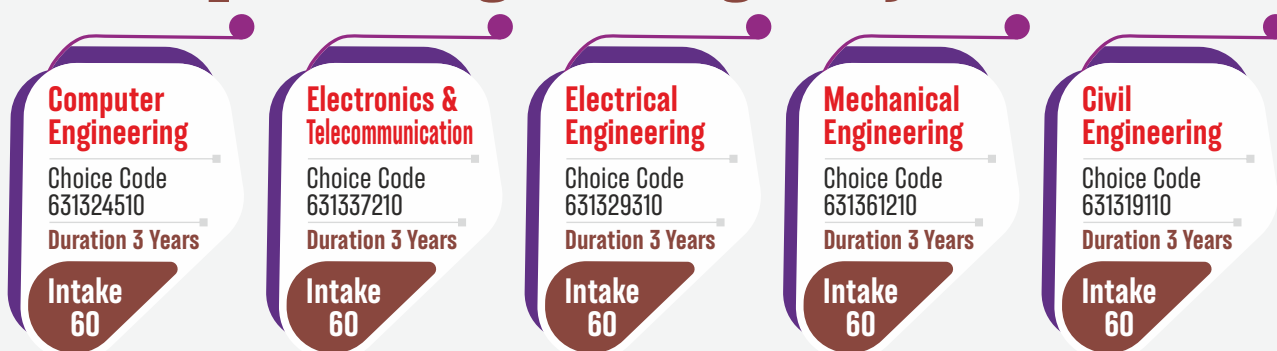 Computer
Engineering
Choice Code
631324510
Duration 3 Years
Intake
60
Electronics &
Telecommunication
Choice Code
631337210
Duration 3 Years
Intake
60
Electrical
Engineering
Choice Code
631329310
Duration 3 Years
Intake
60
Mechanical
Engineering
Choice Code
631361210
Duration 3 Years
Intake
60
Civil
Engineering
Choice Code
631319110
Duration 3 Years
Intake
60